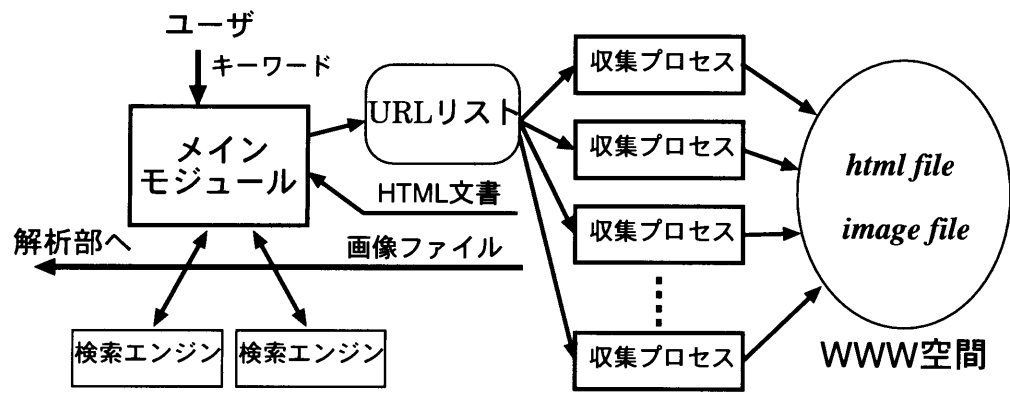 ユーザ
キーワード
メイン
モジュール
URLリスト
HTML文書
解析部へ
画像ファイル
検索エンジン
検索エンジン
収集プロセス
収集プロセス
収集プロセス
収集プロセス
html file
image file
WWW空間